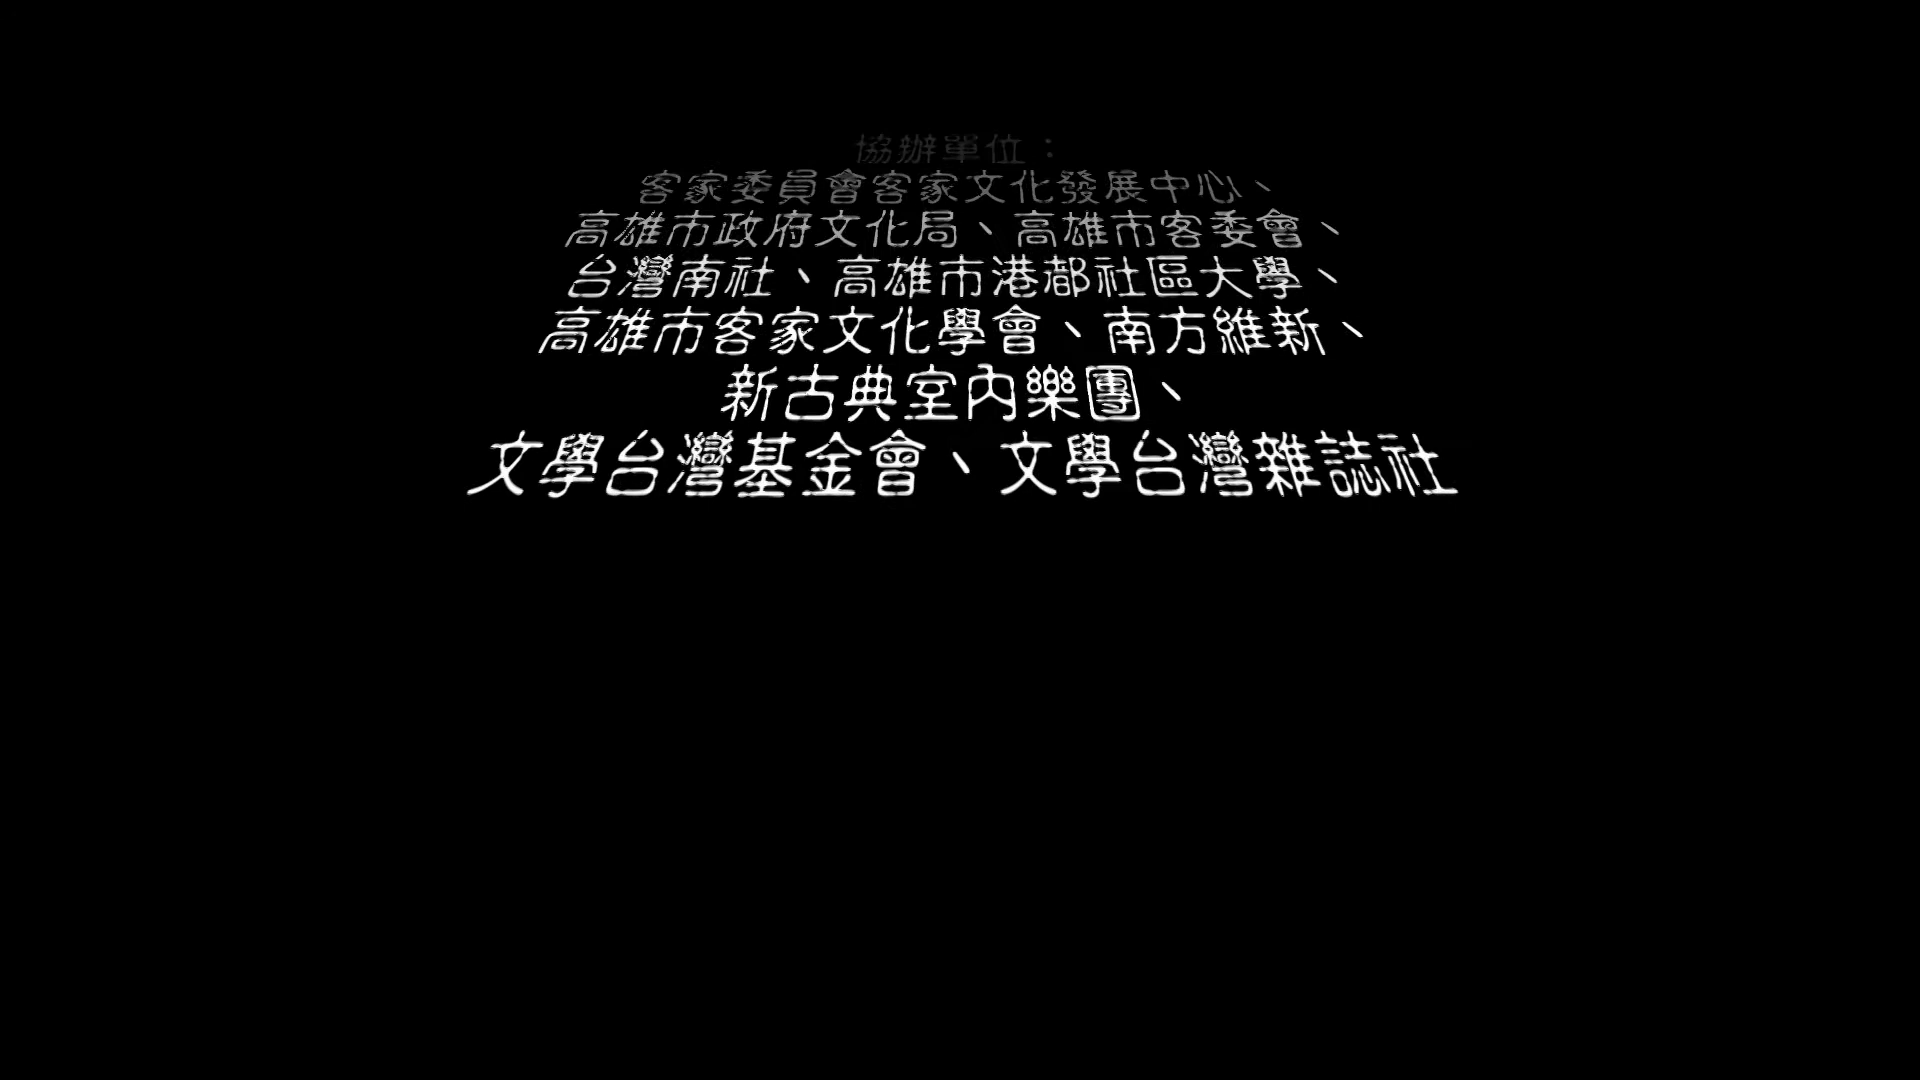 協辦單位：
客家委員會客家文化發展中心、
高雄市政府文化局、高雄市客委會、
台灣南社、高雄市港都社區大學、
高雄市客家文化學會、南方維新、
新古典室內樂團、
文學台灣基金會、文學台灣雜誌社